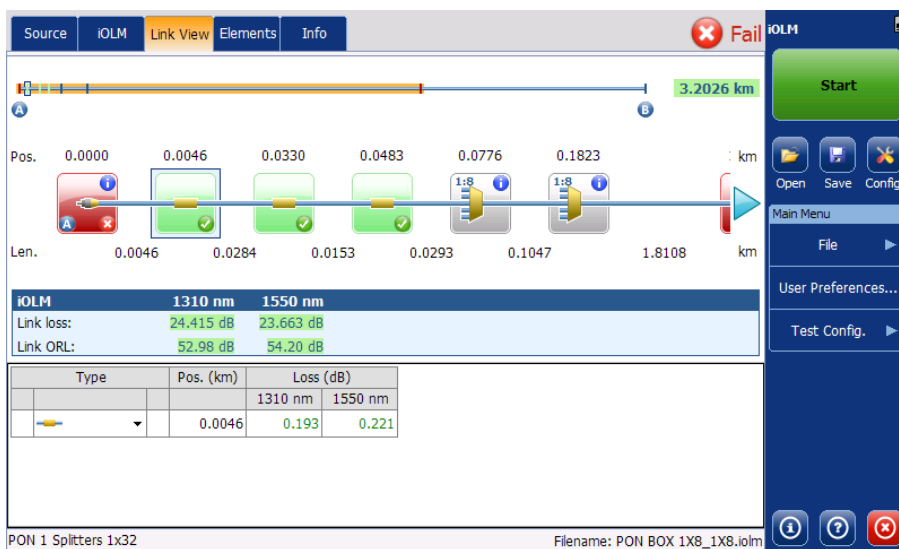 Source iOLM Link View Elements Info Fail iOLM
Start
3.2026 km
A B
Pos. 0.0000 0.0046 0.0330 0.0483 0.0776 0.1823 km
Open Save Config
1:8 1:8
A
Main Menu
File
Len. 0.0046 0.0284 0.0153 0.0293 0.1047 1.8108 km
User Preferences...
iOLM 1310 nm 1550 nm
Link loss: 24.415 dB 23.663 dB
Test Config.
Link ORL: 52.98 dB 54.20 dB
Type Pos. (km) Loss (dB)
1310 nm 1550 nm
0.0046 0.193 0.221
PON 1 Splitters 1x32 Filename: PON BOX 1X8_1X8.iolm